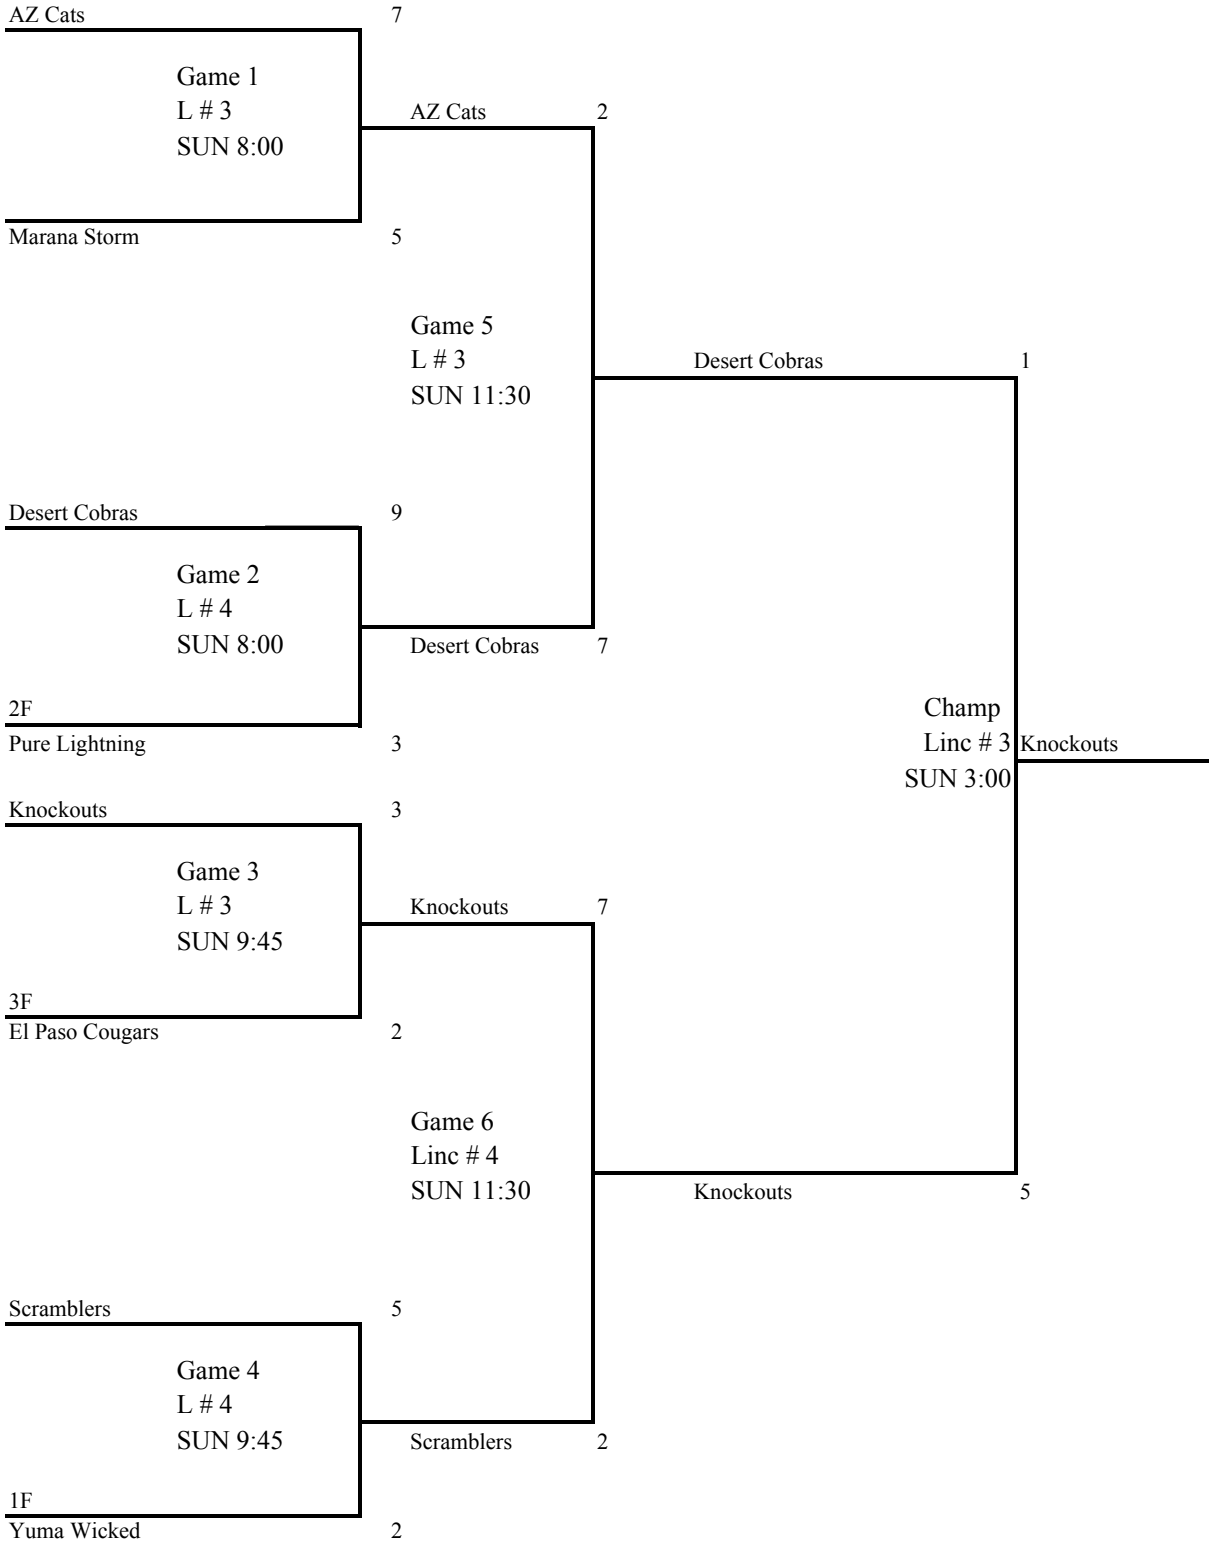 AZ Cats 7
Game 1
L # 3
SUN 8:00
AZ Cats 2
Marana Storm 5
Game 5
L # 3
SUN 11:30
Desert Cobras 1
Desert Cobras 9
Game 2
L # 4
SUN 8:00
Desert Cobras 7
2F
Pure Lightning 3
Champ
Linc # 3 Knockouts
SUN 3:00
Knockouts 3
Game 3
L # 3
SUN 9:45
Knockouts 7
3F
El Paso Cougars 2
Game 6
Linc # 4
SUN 11:30
Knockouts 5
Scramblers 5
Game 4
L # 4
SUN 9:45
Scramblers 2
1F
Yuma Wicked 2